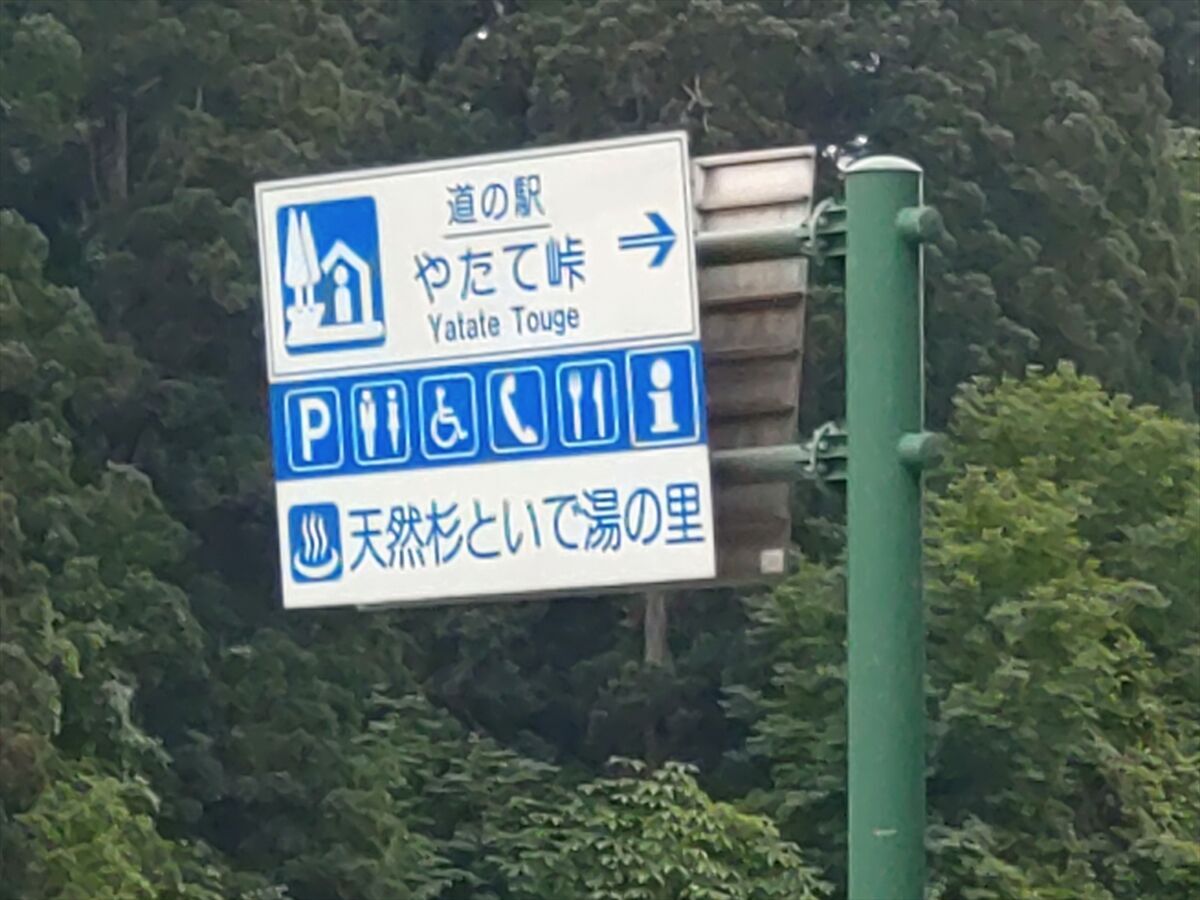 道の駅
やたて峠
Yatate Touge
P
i
天然杉といで湯の里